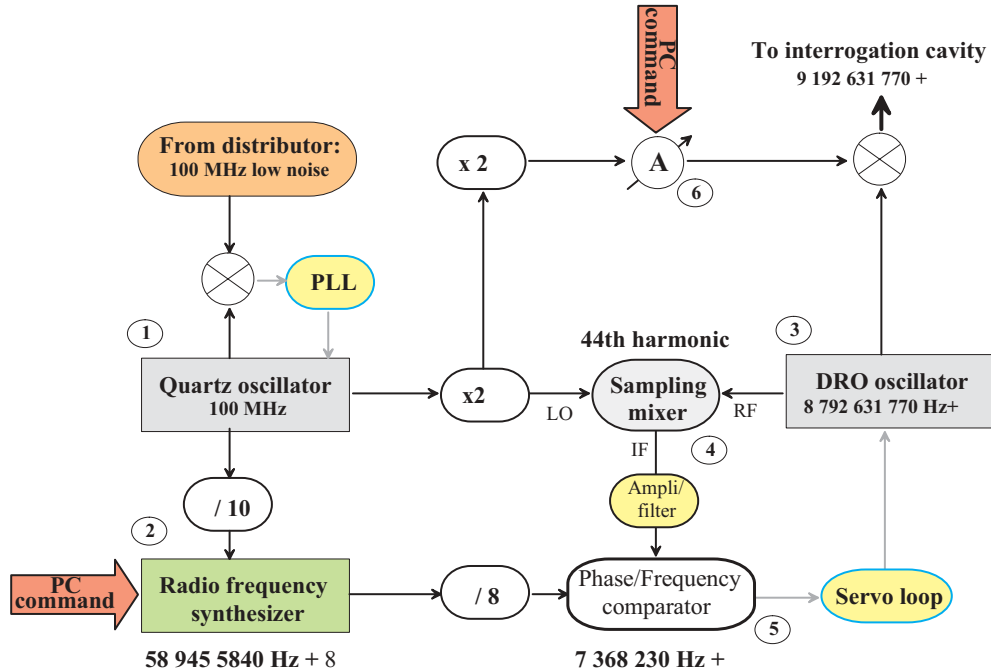 PC
command
To interrogation cavity
9 192 631 770 +
From distributor:
100 MHz low noise
x 2
A
6
PLL
1
44th harmonic
3
Quartz oscillator
100 MHz
x2
LO
Sampling
mixer
RF
DRO oscillator
8 792 631 770 Hz+
IF
4
/ 10
Ampli/
filter
2
PC
command
Radio frequency
synthesizer
/ 8
Phase/Frequency
comparator
5
Servo loop
58 945 5840 Hz + 8
7 368 230 Hz +